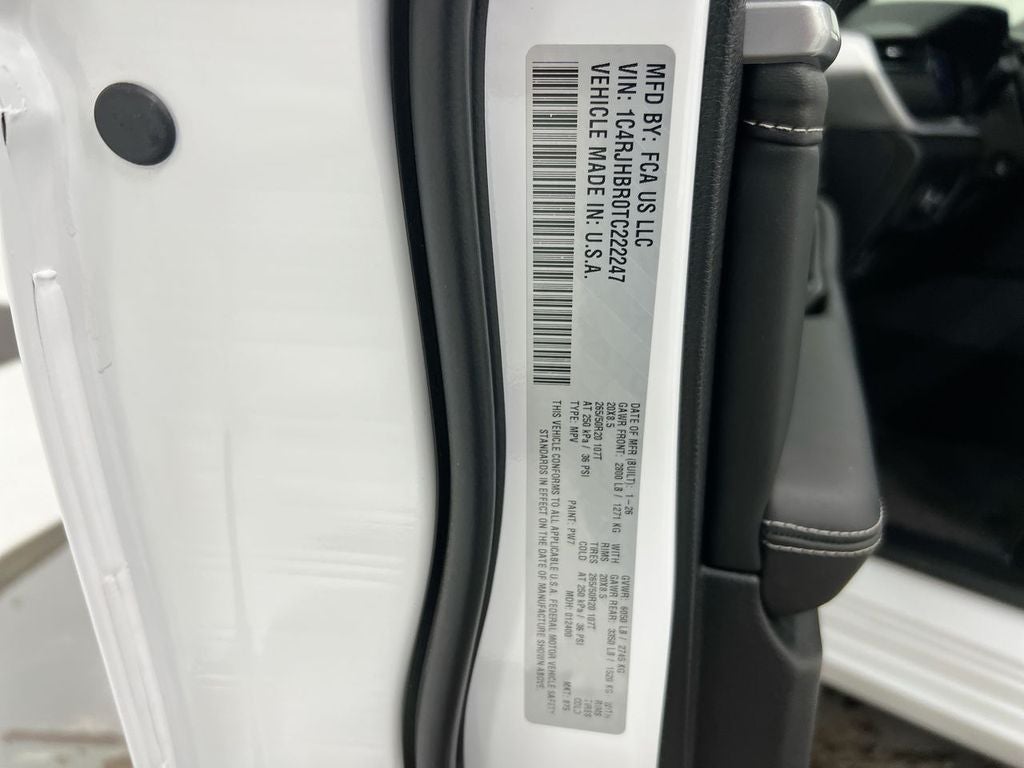 MFD BY: FCA US LLC
VIN: 1C4RJHBR0TC222247
VEHICLE MADE IN: U.S.A.
DATE OF MFR (BUILT): 1-26 GVWR: 6050 LB / 2745 KG
GAWR FRONT: 2800 LB / 1271 KG WITH GAWR REAR: 3350 LB / 1520 KG WITH
20X8.5 RIMS 20X8.5 RIMS
265/50R20 107T TIRES 265/50R20 107T TIRES
AT 250 kPa / 36 PSI COLD AT 250 kPa / 36 PSI COLD
TYPE: MPV PAINT: PW7 MDH: 012400 MKT: 875
THIS VEHICLE CONFORMS TO ALL APPLICABLE U.S.A. FEDERAL MOTOR VEHICLE SAFETY
STANDARDS IN EFFECT ON THE DATE OF MANUFACTURE SHOWN ABOVE.